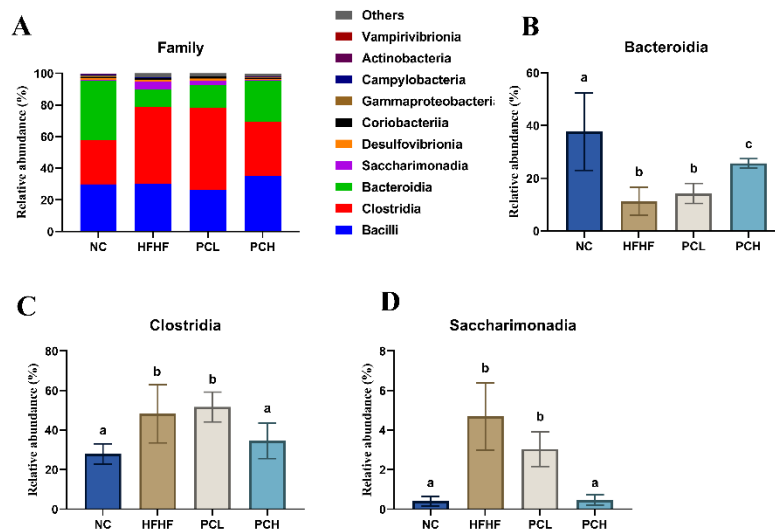 A
Family
Relative abundance (%)
100
80
60
40
20
0
NC HFHF PCL PCH
Others
Vampirivibrionia
Actinobacteria
Campylobacteria
Gammaproteobacteria
Coriobacteriia
Desulfovibrionia
Saccharimonadia
Bacteroidia
Clostridia
Bacilli
B
Bacteroidia
Relative abundance (%)
60
40
20
0
a b b c
NC HFHF PCL PCH
C
Clostridia
Relative abundance (%)
80
60
40
20
0
a b b a
NC HFHF PCL PCH
D
Saccharimonadia
Relative abundance (%)
8
6
4
2
0
a b b a
NC HFHF PCL PCH